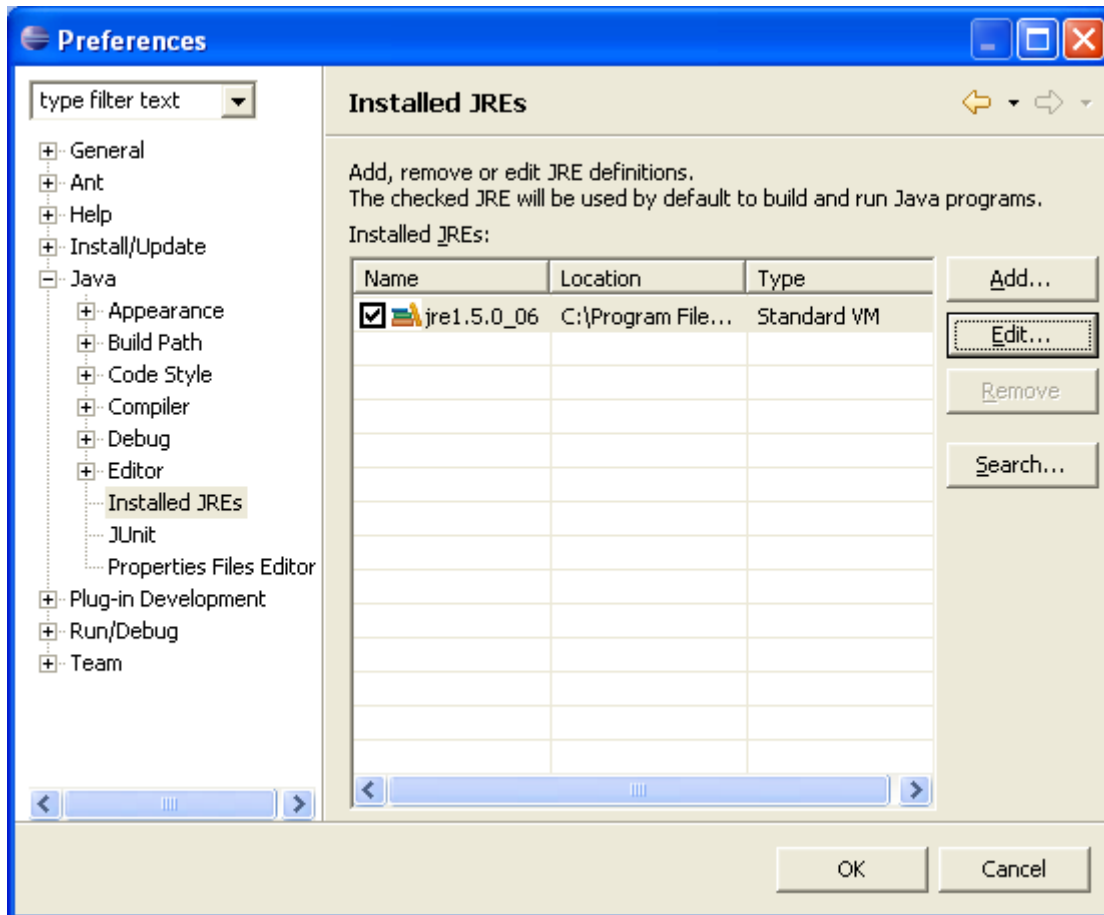 Preferences
type filter text
Installed JREs
General
Ant
Help
Install/Update
Java
Appearance
Build Path
Code Style
Compiler
Debug
Editor
Installed JREs
JUnit
Properties Files Editor
Plug-in Development
Run/Debug
Team
Add, remove or edit JRE definitions.
The checked JRE will be used by default to build and run Java programs.
Installed JREs:
Name Location Type
jre1.5.0_06 C:\Program File... Standard VM
Add...
Edit...
Remove
Search...
OK Cancel